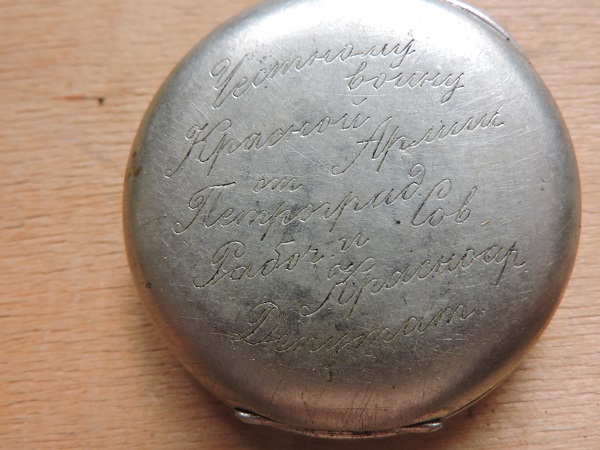 Честному
воину
Красной
Армии
от
Петроград. Сов.
Рабоч. и
Красноар.
Депутат.